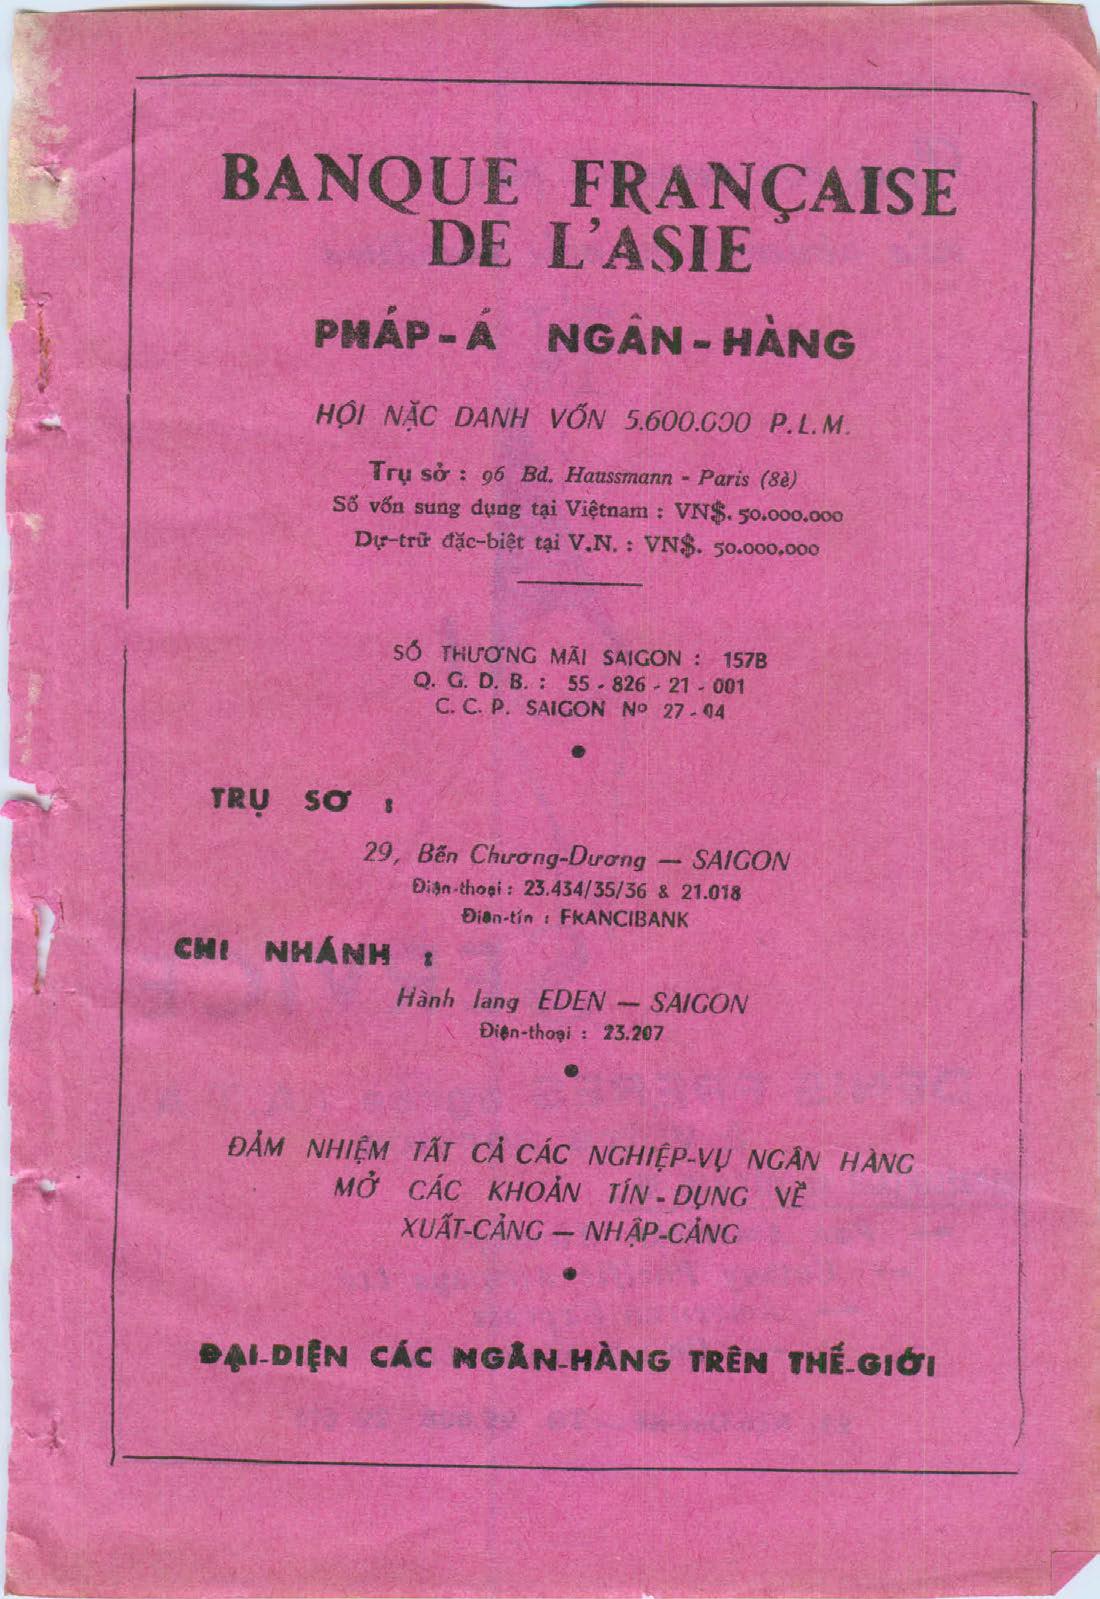 BANQUE FRANÇAISE
DE L'ASIE
PHÁP-Á NGÂN-HÀNG
HỘI NẶC DANH VỐN 5.600.000 P.L.M.
Trụ sở : 96 Bd. Haussmann - Paris (8è)
Số vốn sung dụng tại Việtnam : VN$. 50.000.000
Dự-trữ đặc-biệt tại V.N. : VN$. 50.000.000
SỐ THƯƠNG MÃI SAIGON : 157B
Q. G. D. B. : 55 - 826 - 21 - 001
C. C. P. SAIGON Nº 27 - 04
●
TRỤ SƠ :
29, Bến Chương-Dương — SAIGON
Điện-thoại : 23.434/35/36 & 21.018
Điên-tín : FRANCIBANK
CHI NHÁNH :
Hành lang EDEN — SAIGON
Điện-thoại : 23.207
●
ĐẢM NHIỆM TẤT CẢ CÁC NGHIỆP-VỤ NGÂN HÀNG
MỞ CÁC KHOẢN TÍN - DỤNG VỀ
XUẤT-CẢNG — NHẬP-CẢNG
●
ĐẠI-DIỆN CÁC NGÂN-HÀNG TRÊN THẾ-GIỚI